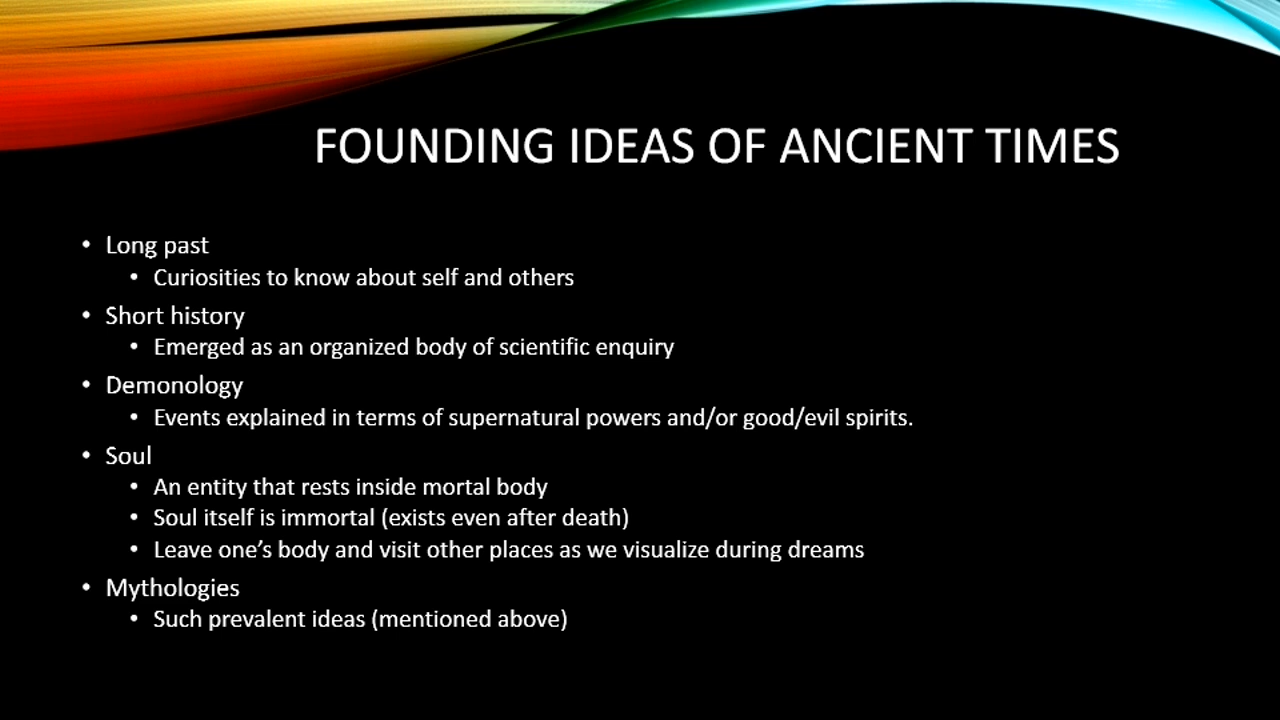 FOUNDING IDEAS OF ANCIENT TIMES
• Long past
• Curiosities to know about self and others
• Short history
• Emerged as an organized body of scientific enquiry
• Demonology
• Events explained in terms of supernatural powers and/or good/evil spirits.
• Soul
• An entity that rests inside mortal body
• Soul itself is immortal (exists even after death)
• Leave one’s body and visit other places as we visualize during dreams
• Mythologies
• Such prevalent ideas (mentioned above)